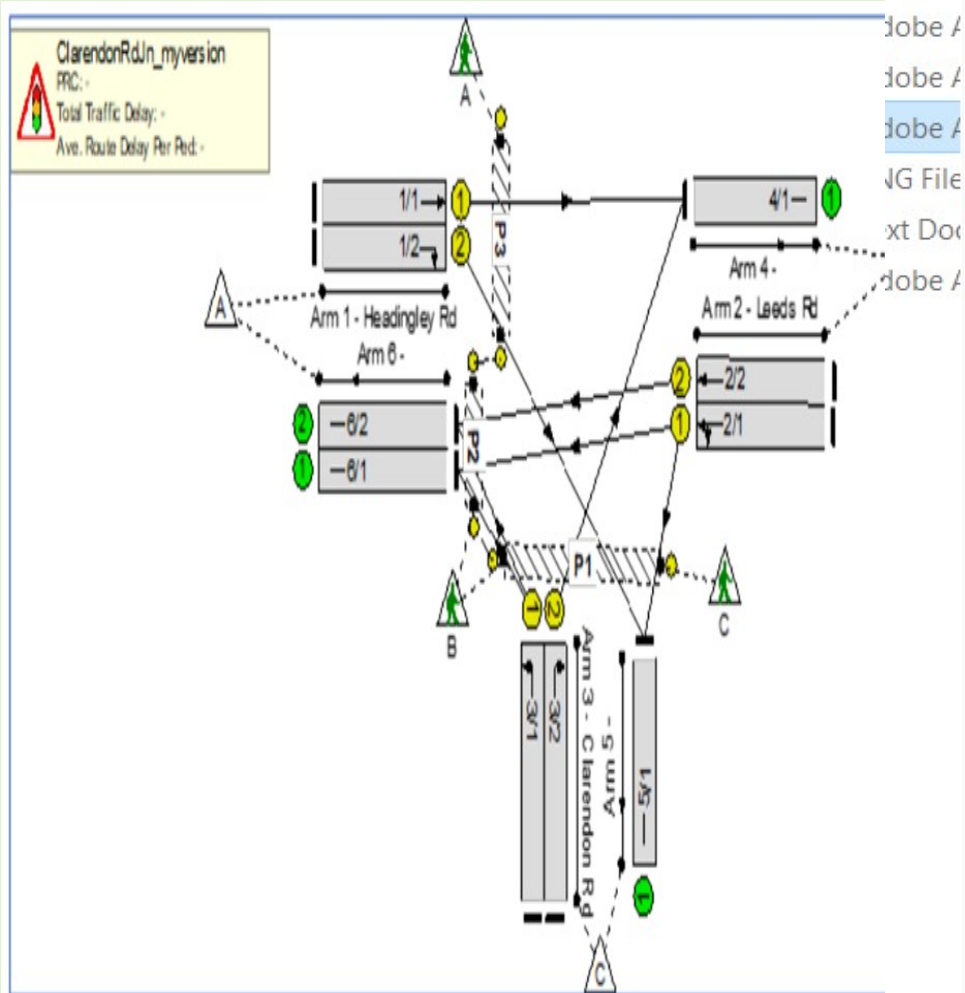 ClarendonRdJn_myversion
PRC: -
Total Traffic Delay: -
Ave. Route Delay Per Ped: -
A
1/1
1
1/2
2
P3
4/1
1
Arm 4 -
A
Arm 1 - Headingley Rd
Arm 2 - Leeds Rd
Arm 6 -
2
6/2
1
6/1
P2
2
2/2
1
2/1
P1
B
C
1
2
3/1
3/2
Arm 3 - Clarendon Rd
Arm 5 -
5/1
1
C
dobe A
dobe A
dobe A
NG File
ext Doc
dobe A